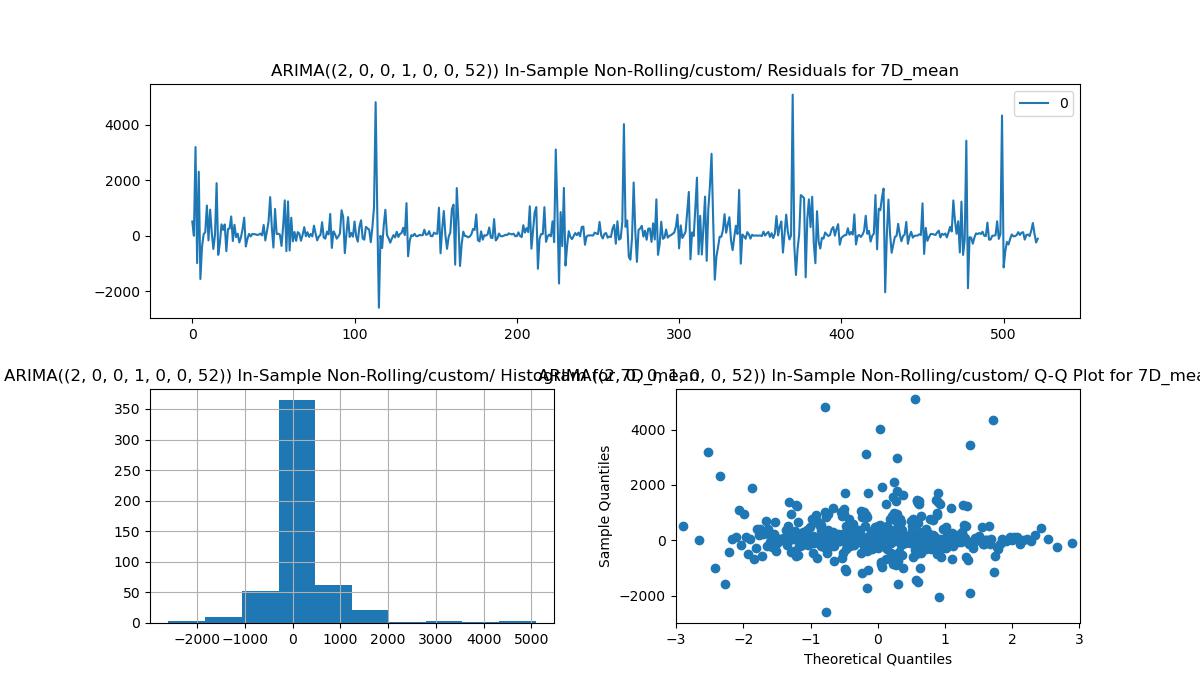 ARIMA((2, 0, 0, 1, 0, 0, 52)) In-Sample Non-Rolling/custom/ Residuals for 7D_mean
0
4000
2000
0
−2000
0 100 200 300 400 500
ARIMA((2, 0, 0, 1, 0, 0, 52)) In-Sample Non-Rolling/custom/ Histogram for 7D_mean
350
300
250
200
150
100
50
0
−2000 −1000 0 1000 2000 3000 4000 5000
ARIMA((2, 0, 0, 1, 0, 0, 52)) In-Sample Non-Rolling/custom/ Q-Q Plot for 7D_mea
Sample Quantiles
4000
2000
0
−2000
−3 −2 −1 0 1 2 3
Theoretical Quantiles